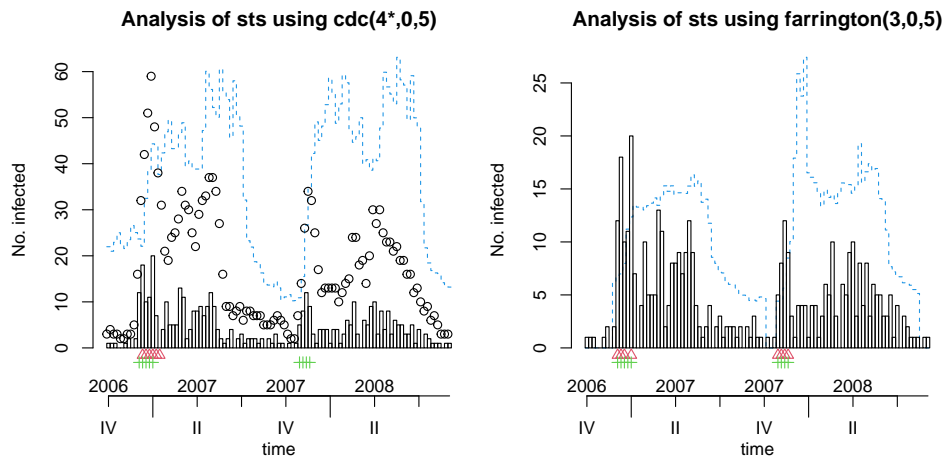 Analysis of sts using cdc(4*,0,5)
No. infected
60
50
40
30
20
10
0
2006 2007 2007 2008
IV II IV II
time
Analysis of sts using farrington(3,0,5)
No. infected
25
20
15
10
5
0
2006 2007 2007 2008
IV II IV II
time